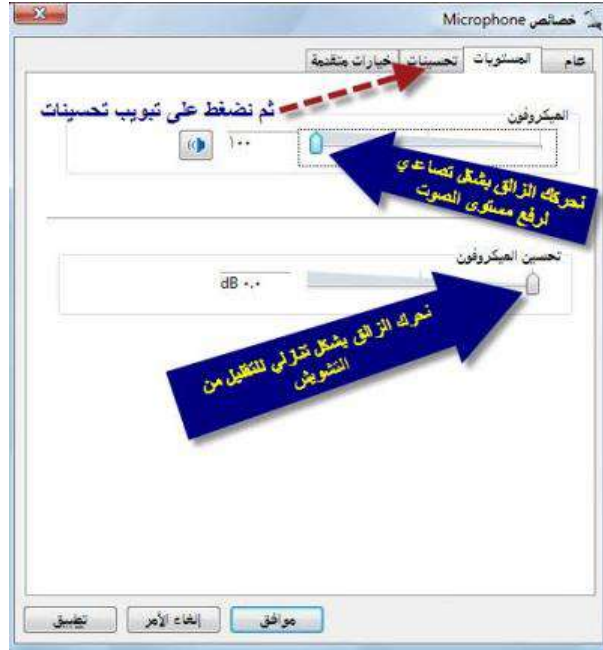 خصائص Microphone
عام
المستويات
تحسينات
خيارات متقدمة
ثم نضغط على تبويب تحسينات
الميكروفون
١٠٠
نحرك الزالق بشكل تصاعدي
لرفع مستوى الصوت
تحسين الميكروفون
dB ٠.٠
نحرك الزالق بشكل تنازلي للتقليل من
التشويش
موافق
إلغاء الأمر
تطبيق